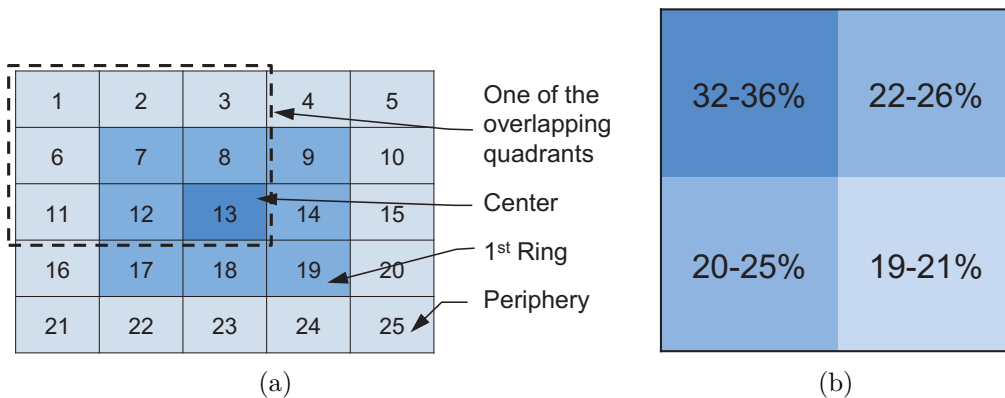 1 2 3 4 5
6 7 8 9 10
11 12 13 14 15
16 17 18 19 20
21 22 23 24 25
One of the
overlapping
quadrants
Center
1st Ring
Periphery
(a)
32-36% 22-26%
20-25% 19-21%
(b)